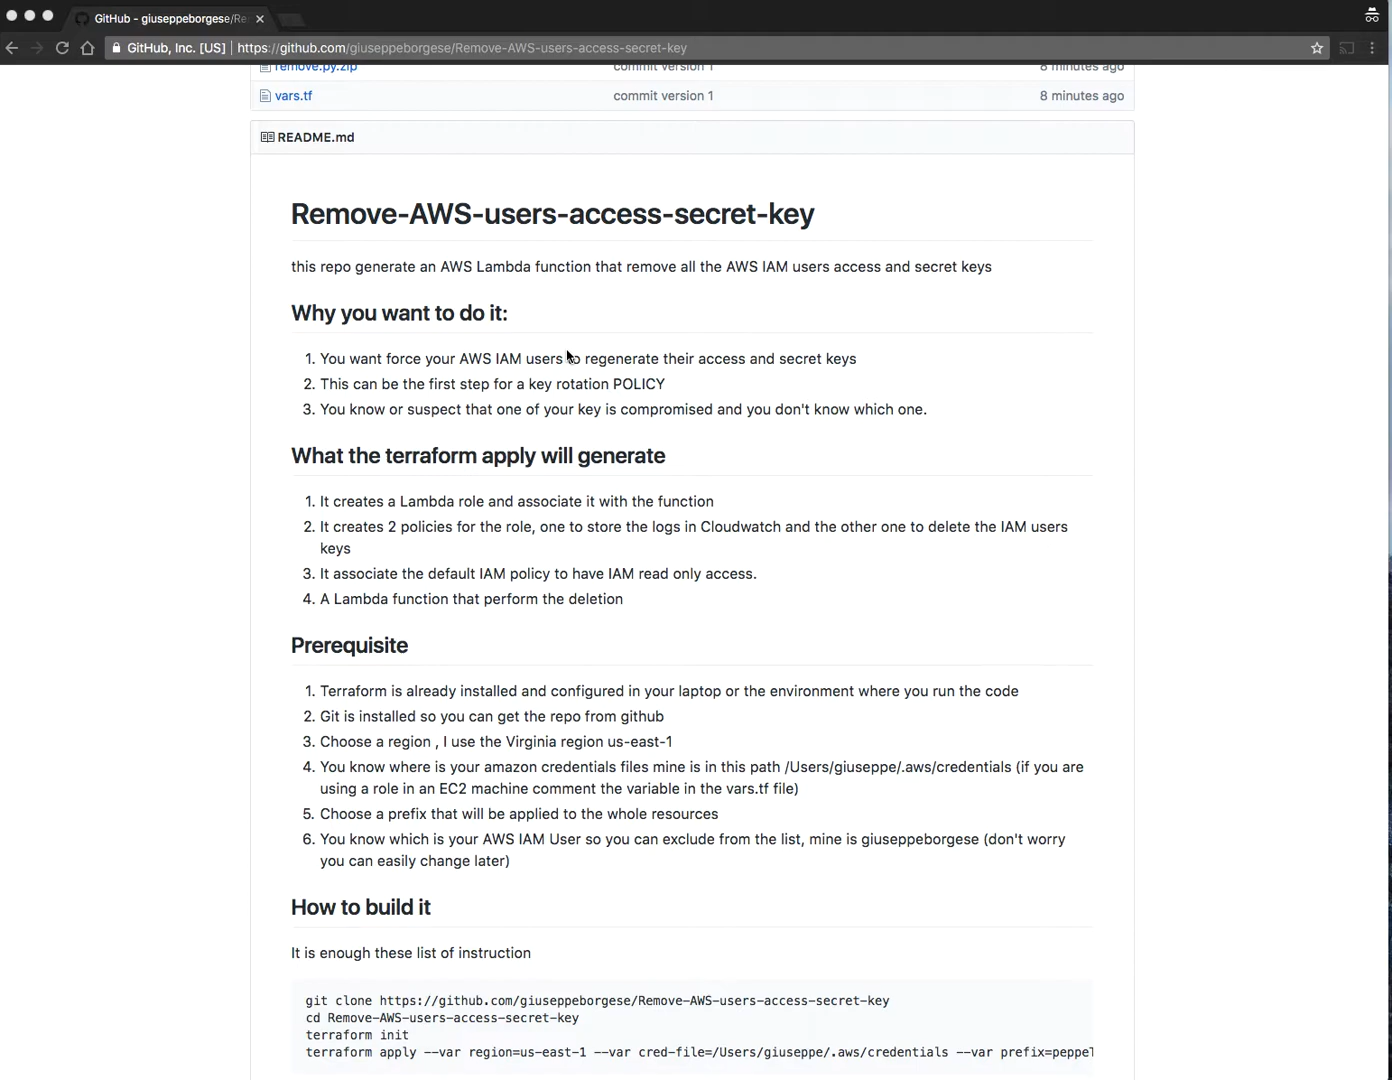 GitHub - giuseppeborgese/Re
GitHub, Inc. [US] | https://github.com/giuseppeborgese/Remove-AWS-users-access-secret-key
remove.py.zip commit version 1 8 minutes ago
vars.tf commit version 1 8 minutes ago
README.md
Remove-AWS-users-access-secret-key
this repo generate an AWS Lambda function that remove all the AWS IAM users access and secret keys
Why you want to do it:
1. You want force your AWS IAM users to regenerate their access and secret keys
2. This can be the first step for a key rotation POLICY
3. You know or suspect that one of your key is compromised and you don't know which one.
What the terraform apply will generate
1. It creates a Lambda role and associate it with the function
2. It creates 2 policies for the role, one to store the logs in Cloudwatch and the other one to delete the IAM users
keys
3. It associate the default IAM policy to have IAM read only access.
4. A Lambda function that perform the deletion
Prerequisite
1. Terraform is already installed and configured in your laptop or the environment where you run the code
2. Git is installed so you can get the repo from github
3. Choose a region , I use the Virginia region us-east-1
4. You know where is your amazon credentials files mine is in this path /Users/giuseppe/.aws/credentials (if you are
using a role in an EC2 machine comment the variable in the vars.tf file)
5. Choose a prefix that will be applied to the whole resources
6. You know which is your AWS IAM User so you can exclude from the list, mine is giuseppeborgese (don't worry
you can easily change later)
How to build it
It is enough these list of instruction
git clone https://github.com/giuseppeborgese/Remove-AWS-users-access-secret-key
cd Remove-AWS-users-access-secret-key
terraform init
terraform apply --var region=us-east-1 --var cred-file=/Users/giuseppe/.aws/credentials --var prefix=peppe